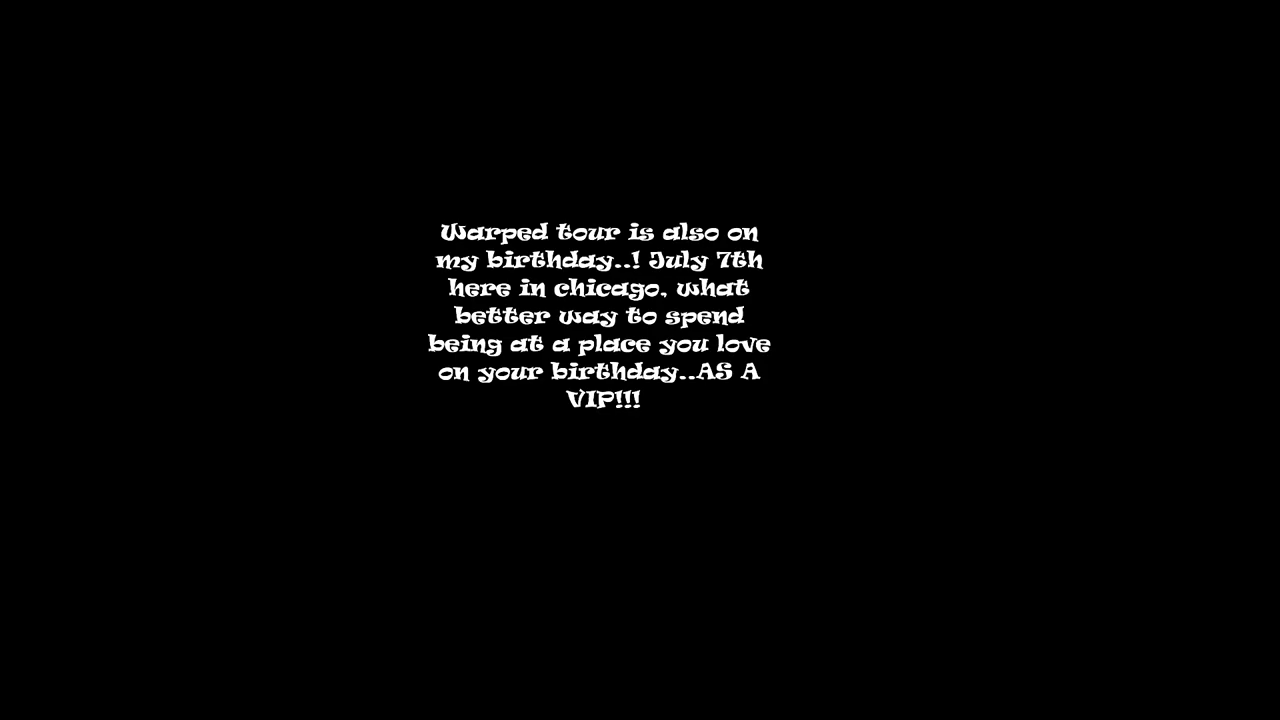 Warped tour is also on
my birthday..! July 7th
here in chicago, what
better way to spend
being at a place you love
on your birthday..AS A
VIP!!!